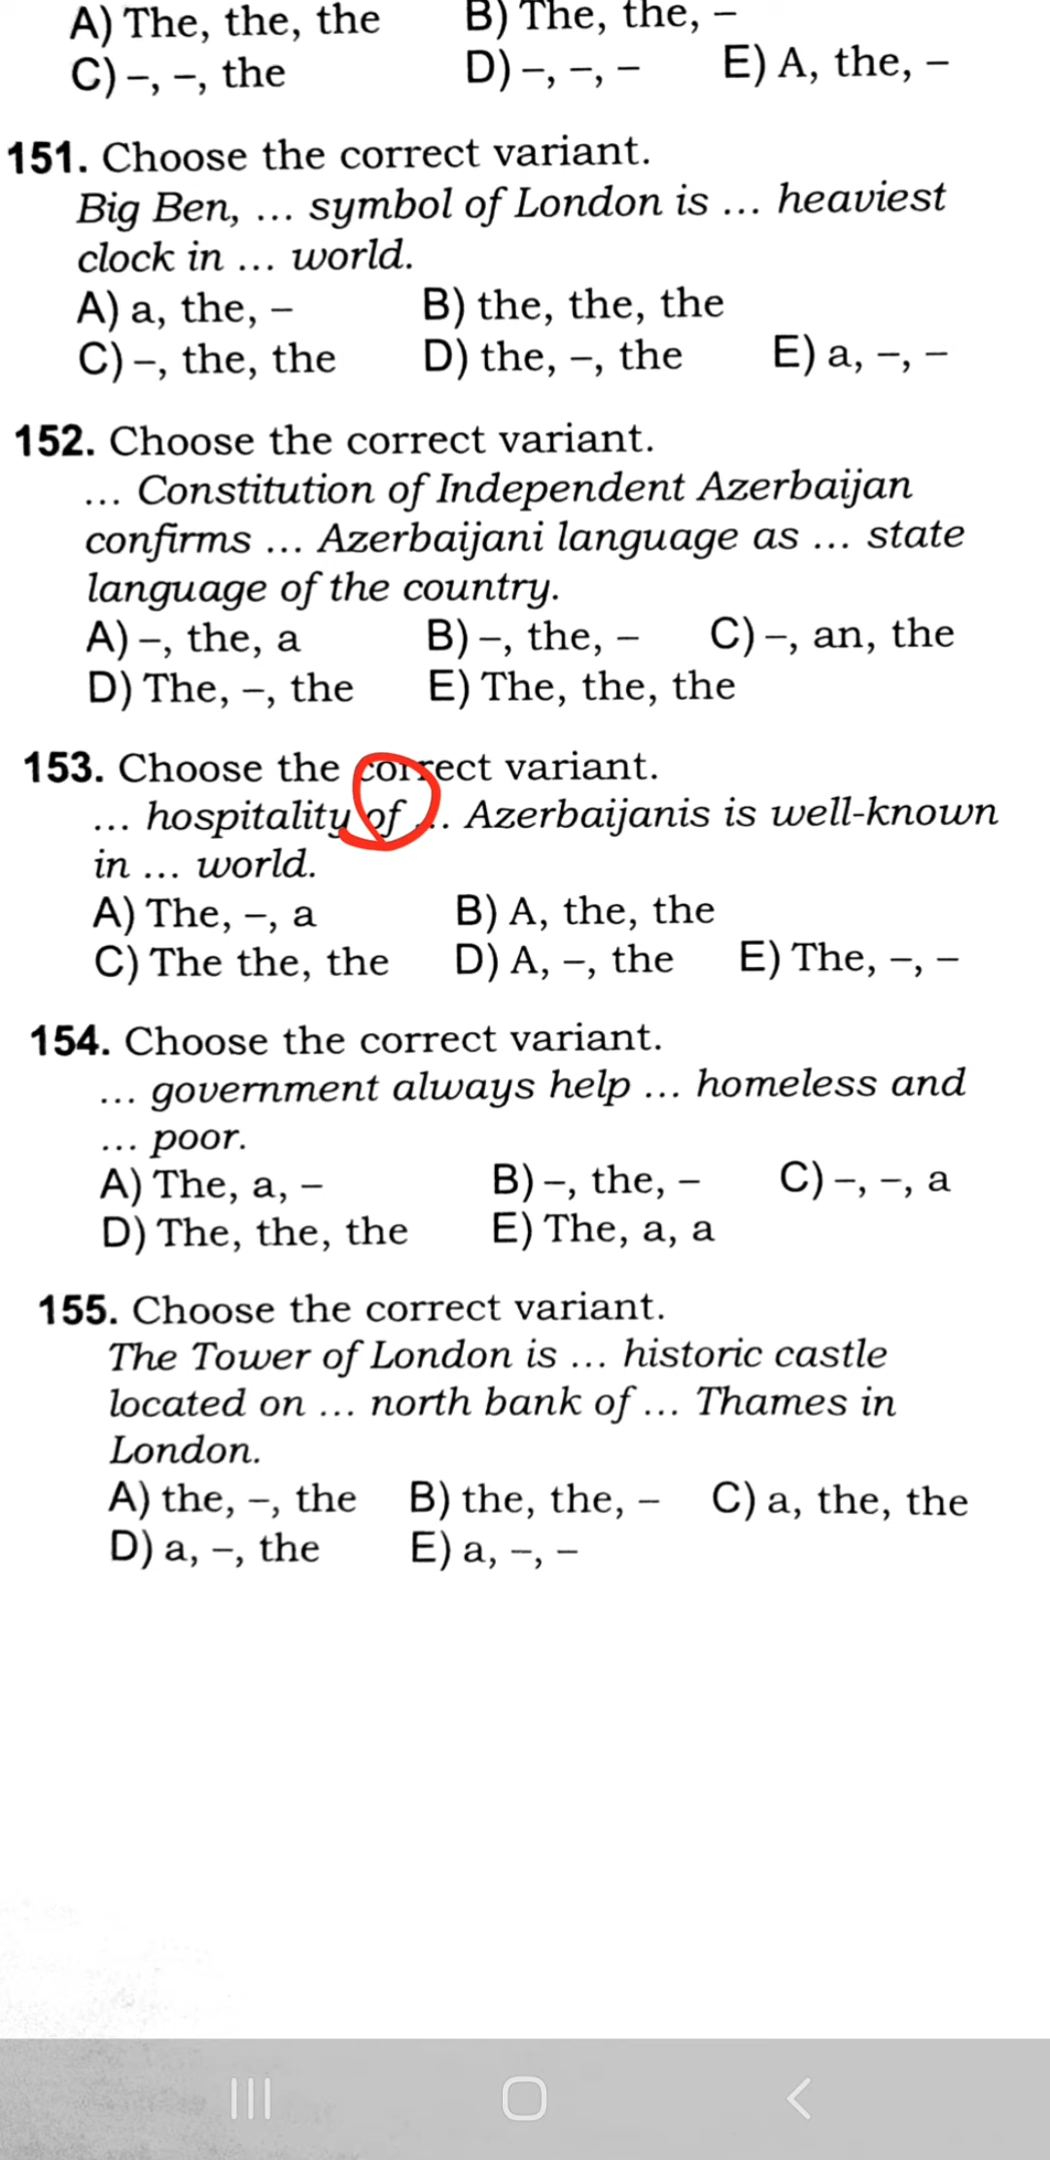 A) The, the, the B) The, the, –
C) –, –, the D) –, –, – E) A, the, –
151. Choose the correct variant.
Big Ben, ... symbol of London is ... heaviest
clock in ... world.
A) a, the, – B) the, the, the
C) –, the, the D) the, –, the E) a, –, –
152. Choose the correct variant.
... Constitution of Independent Azerbaijan
confirms ... Azerbaijani language as ... state
language of the country.
A) –, the, a B) –, the, – C) –, an, the
D) The, –, the E) The, the, the
153. Choose the correct variant.
... hospitality of ... Azerbaijanis is well-known
in ... world.
A) The, –, a B) A, the, the
C) The the, the D) A, –, the E) The, –, –
154. Choose the correct variant.
... government always help ... homeless and
... poor.
A) The, a, – B) –, the, – C) –, –, a
D) The, the, the E) The, a, a
155. Choose the correct variant.
The Tower of London is ... historic castle
located on ... north bank of ... Thames in
London.
A) the, –, the B) the, the, – C) a, the, the
D) a, –, the E) a, –, –